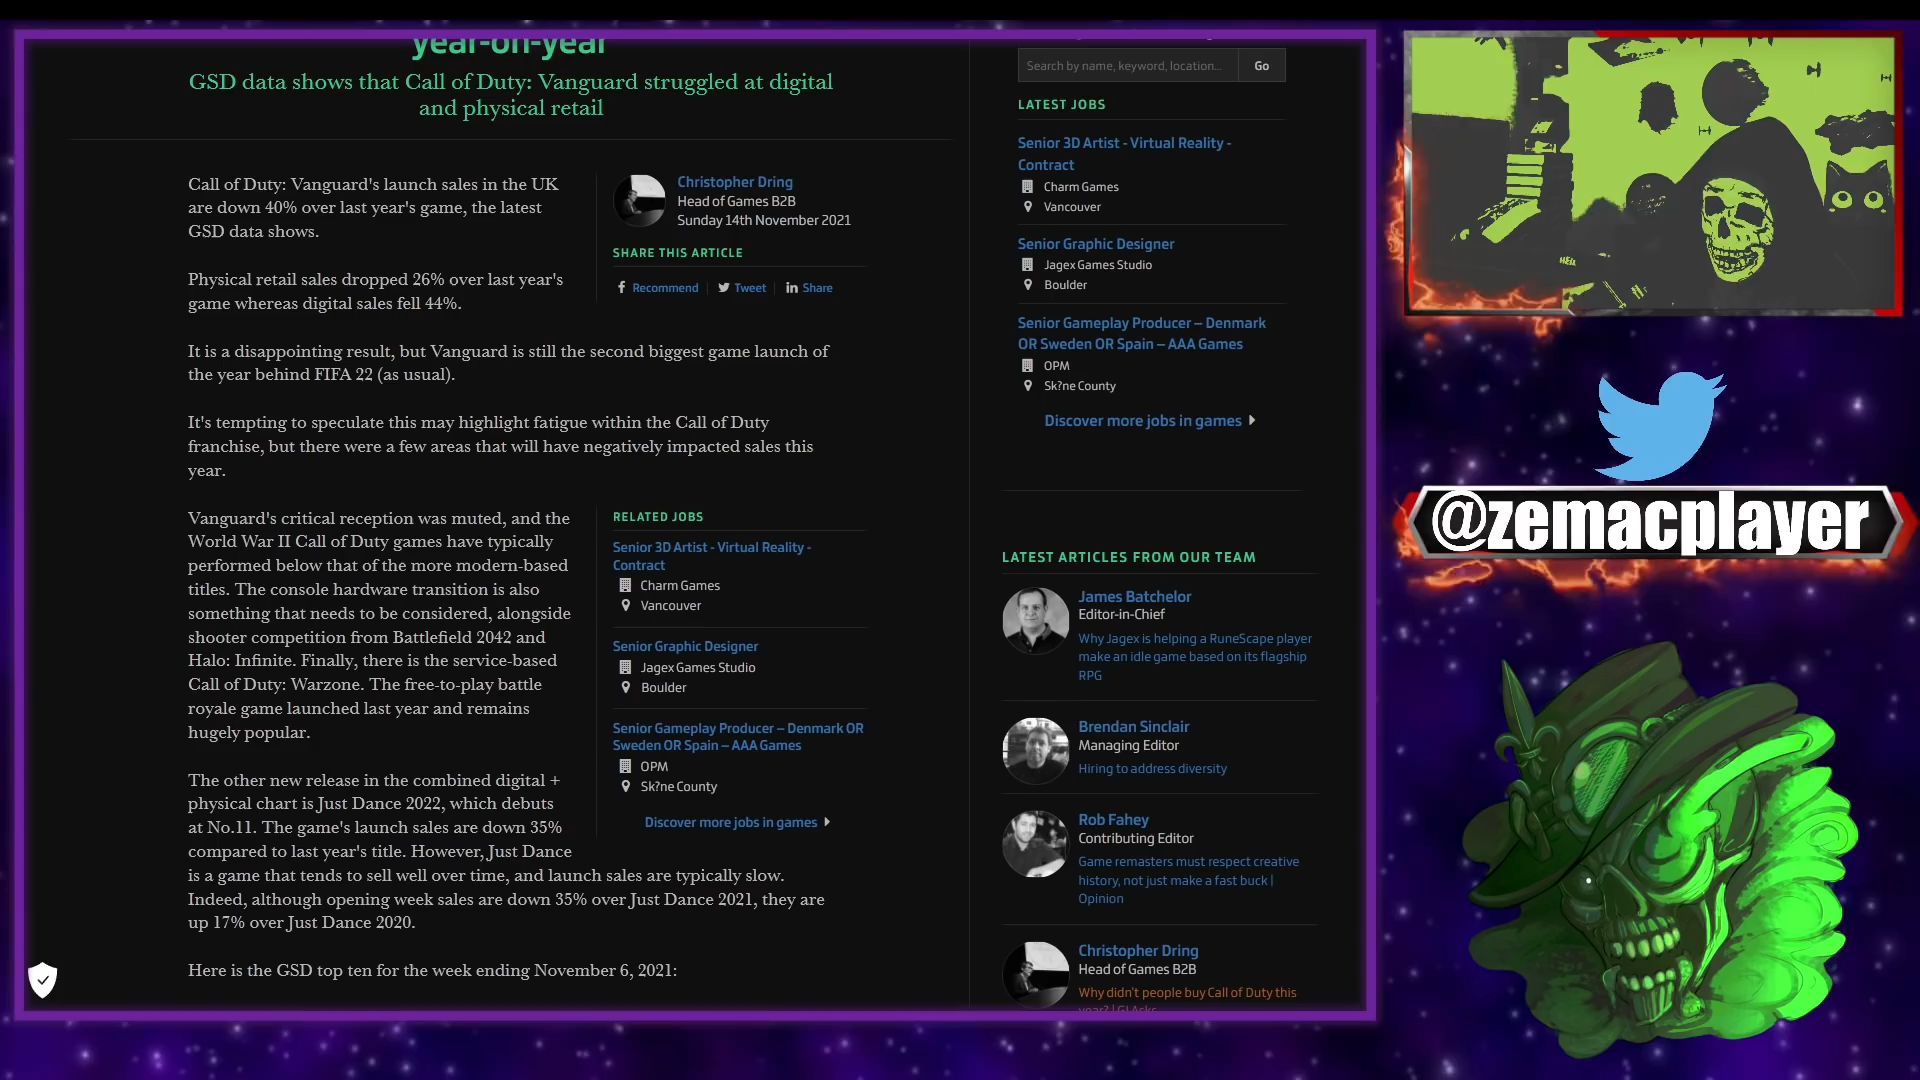 year-on-year
GSD data shows that Call of Duty: Vanguard struggled at digital
and physical retail
Call of Duty: Vanguard's launch sales in the UK
are down 40% over last year's game, the latest
GSD data shows.
Physical retail sales dropped 26% over last year's
game whereas digital sales fell 44%.
Christopher Dring
Head of Games B2B
Sunday 14th November 2021
SHARE THIS ARTICLE
Recommend
Tweet
Share
It is a disappointing result, but Vanguard is still the second biggest game launch of
the year behind FIFA 22 (as usual).
It's tempting to speculate this may highlight fatigue within the Call of Duty
franchise, but there were a few areas that will have negatively impacted sales this
year.
Vanguard's critical reception was muted, and the
World War II Call of Duty games have typically
performed below that of the more modern-based
titles. The console hardware transition is also
something that needs to be considered, alongside
shooter competition from Battlefield 2042 and
Halo: Infinite. Finally, there is the service-based
Call of Duty: Warzone. The free-to-play battle
royale game launched last year and remains
hugely popular.
RELATED JOBS
Senior 3D Artist - Virtual Reality -
Contract
Charm Games
Vancouver
Senior Graphic Designer
Jagex Games Studio
Boulder
Senior Gameplay Producer – Denmark OR
Sweden OR Spain – AAA Games
OPM
Sk?ne County
Discover more jobs in games
The other new release in the combined digital +
physical chart is Just Dance 2022, which debuts
at No.11. The game's launch sales are down 35%
compared to last year's title. However, Just Dance
is a game that tends to sell well over time, and launch sales are typically slow.
Indeed, although opening week sales are down 35% over Just Dance 2021, they are
up 17% over Just Dance 2020.
Here is the GSD top ten for the week ending November 6, 2021:
Search by name, keyword, location...
Go
LATEST JOBS
Senior 3D Artist - Virtual Reality -
Contract
Charm Games
Vancouver
Senior Graphic Designer
Jagex Games Studio
Boulder
Senior Gameplay Producer – Denmark
OR Sweden OR Spain – AAA Games
OPM
Sk?ne County
Discover more jobs in games
LATEST ARTICLES FROM OUR TEAM
James Batchelor
Editor-in-Chief
Why Jagex is helping a RuneScape player
make an idle game based on its flagship
RPG
Brendan Sinclair
Managing Editor
Hiring to address diversity
Rob Fahey
Contributing Editor
Game remasters must respect creative
history, not just make a fast buck |
Opinion
Christopher Dring
Head of Games B2B
Why didn't people buy Call of Duty this
year? | GI Asks
@zemacplayer